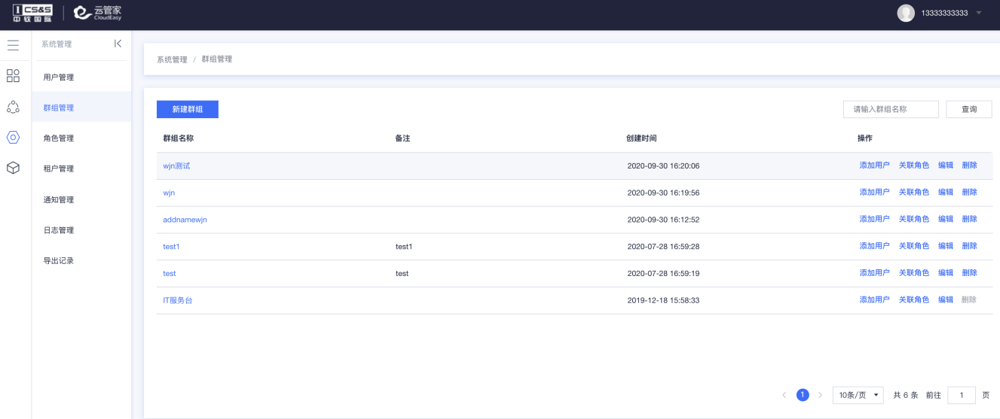 ICS&S
中软国际
云管家
CloudEasy
13333333333
系统管理
用户管理
群组管理
角色管理
租户管理
通知管理
日志管理
导出记录
系统管理 / 群组管理
新建群组
请输入群组名称
查询
群组名称 备注 创建时间 操作
wjn测试 2020-09-30 16:20:06 添加用户 关联角色 编辑 删除
wjn 2020-09-30 16:19:56 添加用户 关联角色 编辑 删除
addnamewjn 2020-09-30 16:12:52 添加用户 关联角色 编辑 删除
test1 test1 2020-07-28 16:59:28 添加用户 关联角色 编辑 删除
test test 2020-07-28 16:59:19 添加用户 关联角色 编辑 删除
IT服务台 2019-12-18 15:58:33 添加用户 关联角色 编辑 删除
< 1 > 10条/页 共 6 条 前往 1 页